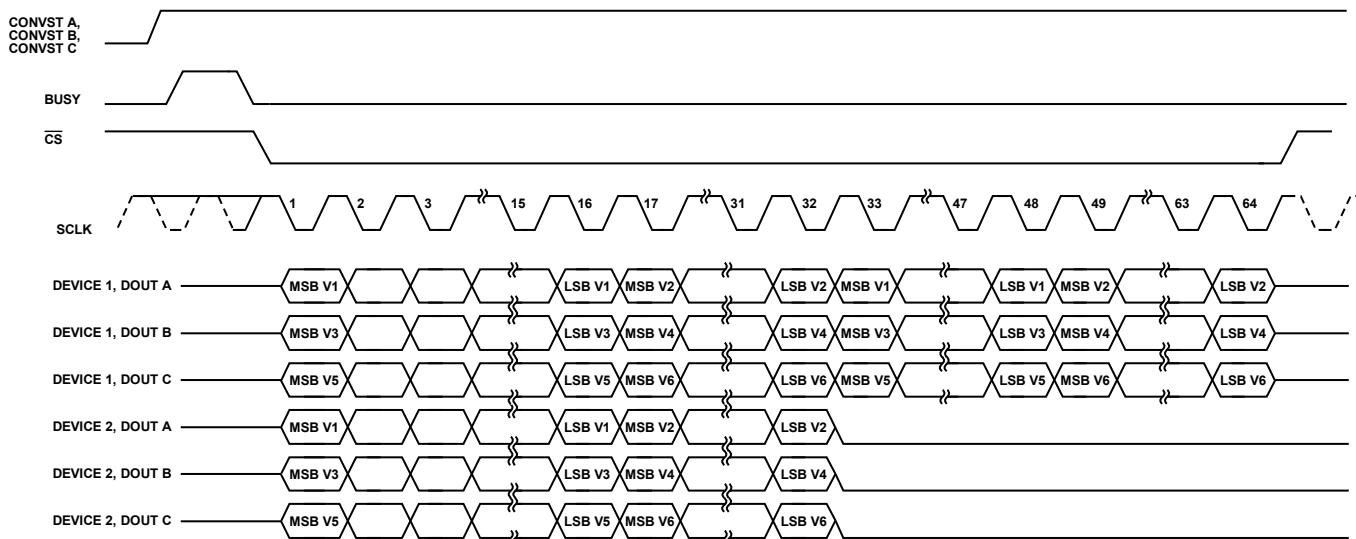 CONVST A,
CONVST B,
CONVST C
BUSY
CS
SCLK
1 2 3 15 16 17 31 32 33 47 48 49 63 64
DEVICE 1, DOUT A MSB V1 LSB V1 MSB V2 LSB V2 MSB V1 LSB V1 MSB V2 LSB V2
DEVICE 1, DOUT B MSB V3 LSB V3 MSB V4 LSB V4 MSB V3 LSB V3 MSB V4 LSB V4
DEVICE 1, DOUT C MSB V5 LSB V5 MSB V6 LSB V6 MSB V5 LSB V5 MSB V6 LSB V6
DEVICE 2, DOUT A MSB V1 LSB V1 MSB V2 LSB V2
DEVICE 2, DOUT B MSB V3 LSB V3 MSB V4 LSB V4
DEVICE 2, DOUT C MSB V5 LSB V5 MSB V6 LSB V6